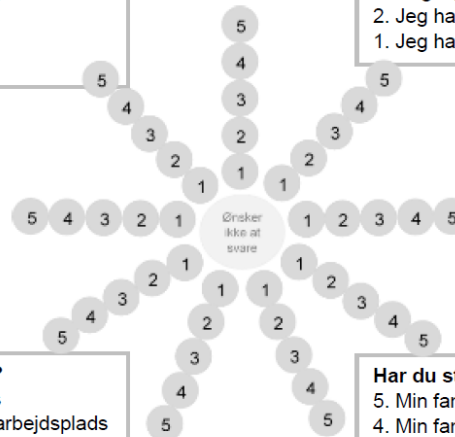 2. Jeg ha
5
1. Jeg ha
4
5 5
3
4 4
3 2 3
2 2
1
1 1
5 4 3 2 1 Ønsker 1 2 3 4 5
ikke at
svare
1 1
2 2
1 1
3 3
4 2 2 4
5 5
3 3
Har du st
4 4
5. Min far
arbejdsplads 5 5 4. Min far